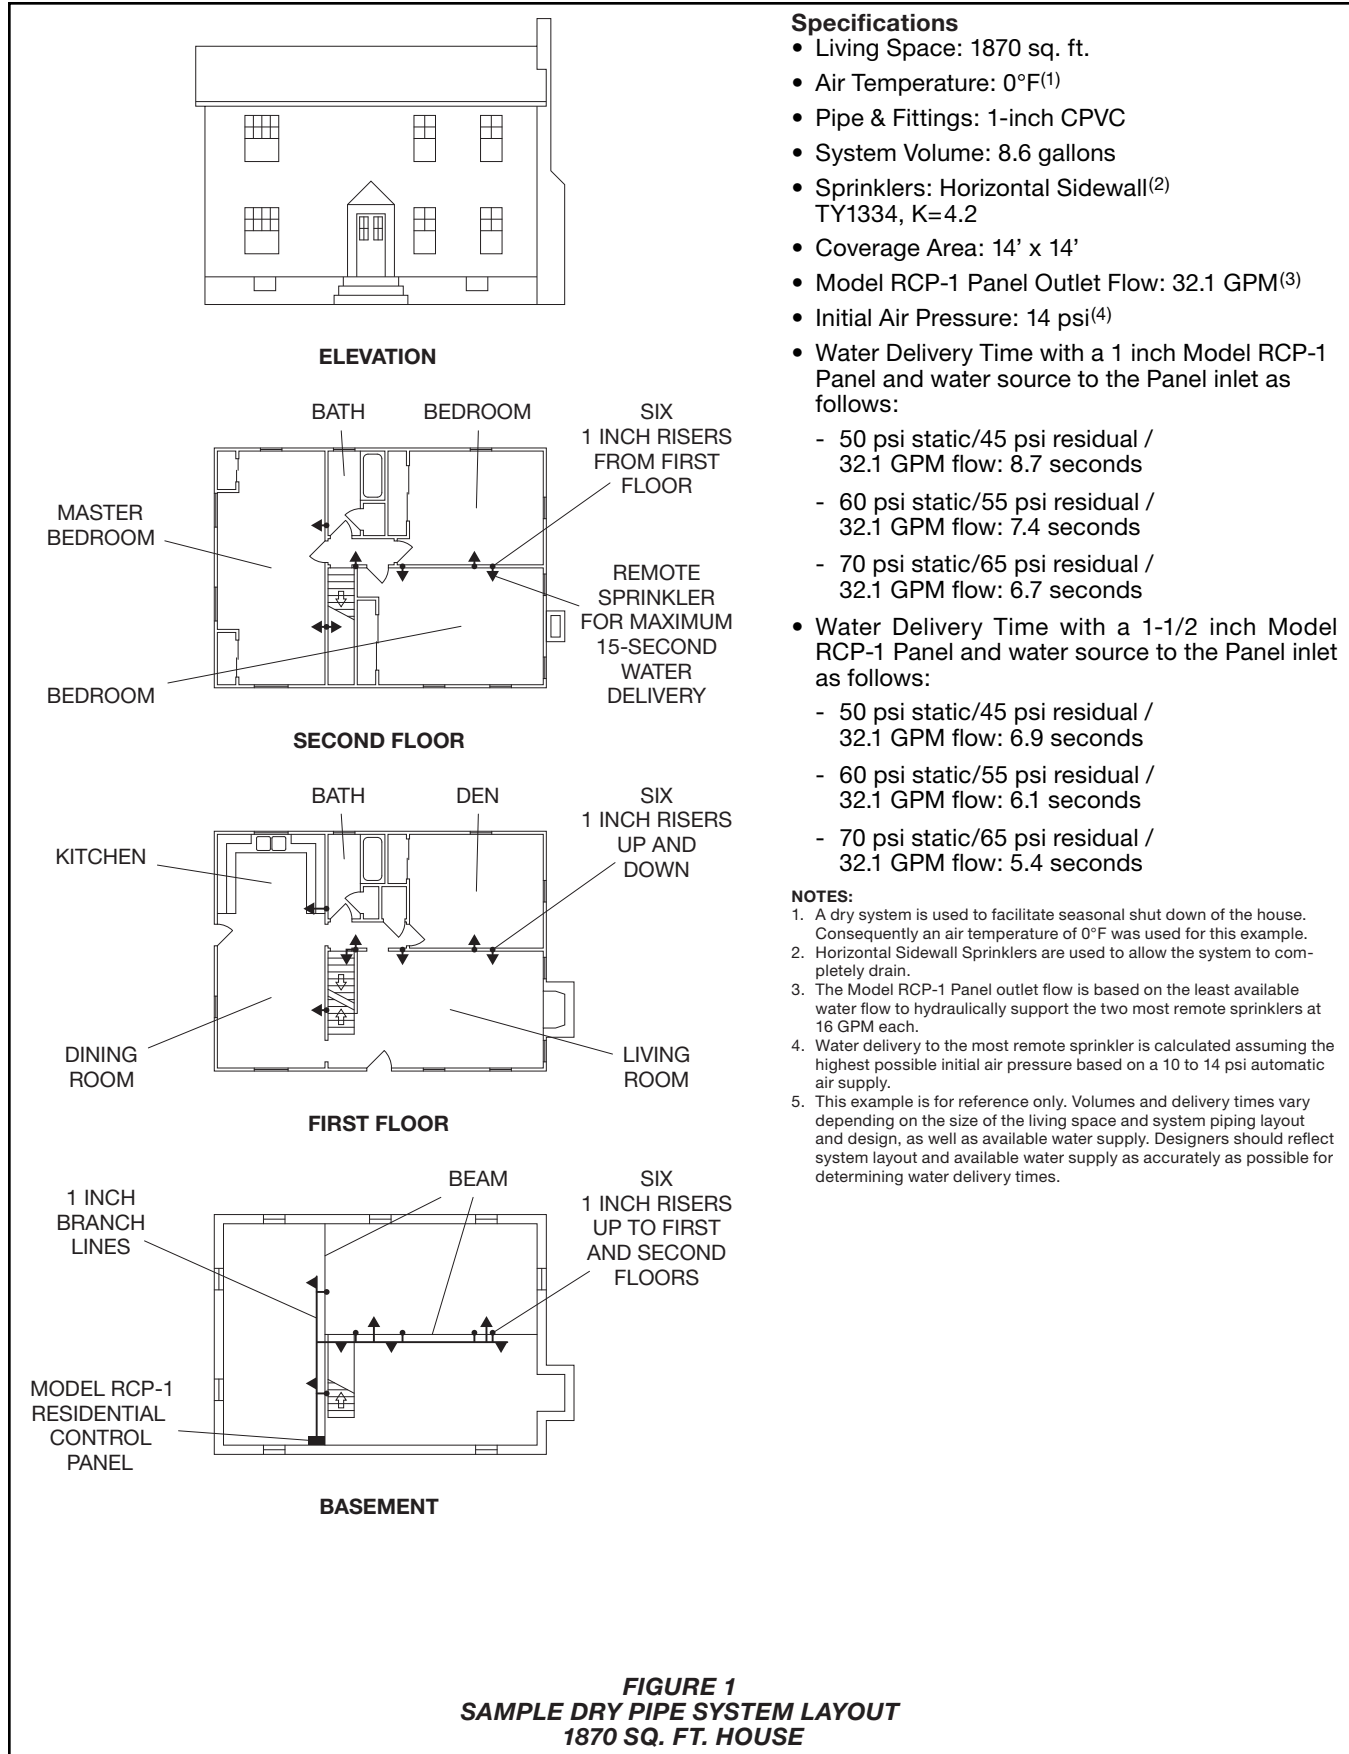 ELEVATION
BATH
BEDROOM
SIX
1 INCH RISERS
FROM FIRST
FLOOR
MASTER
BEDROOM
REMOTE
SPRINKLER
FOR MAXIMUM
15-SECOND
WATER
DELIVERY
BEDROOM
SECOND FLOOR
BATH
DEN
SIX
1 INCH RISERS
UP AND
DOWN
KITCHEN
DINING
ROOM
LIVING
ROOM
FIRST FLOOR
1 INCH
BRANCH
LINES
BEAM
SIX
1 INCH RISERS
UP TO FIRST
AND SECOND
FLOORS
MODEL RCP-1
RESIDENTIAL
CONTROL
PANEL
BASEMENT
Specifications
• Living Space: 1870 sq. ft.
• Air Temperature: 0°F(1)
• Pipe & Fittings: 1-inch CPVC
• System Volume: 8.6 gallons
• Sprinklers: Horizontal Sidewall(2)
TY1334, K=4.2
• Coverage Area: 14’ x 14’
• Model RCP-1 Panel Outlet Flow: 32.1 GPM(3)
• Initial Air Pressure: 14 psi(4)
• Water Delivery Time with a 1 inch Model RCP-1
Panel and water source to the Panel inlet as
follows:
- 50 psi static/45 psi residual /
32.1 GPM flow: 8.7 seconds
- 60 psi static/55 psi residual /
32.1 GPM flow: 7.4 seconds
- 70 psi static/65 psi residual /
32.1 GPM flow: 6.7 seconds
• Water Delivery Time with a 1-1/2 inch Model
RCP-1 Panel and water source to the Panel inlet
as follows:
- 50 psi static/45 psi residual /
32.1 GPM flow: 6.9 seconds
- 60 psi static/55 psi residual /
32.1 GPM flow: 6.1 seconds
- 70 psi static/65 psi residual /
32.1 GPM flow: 5.4 seconds
NOTES:
1. A dry system is used to facilitate seasonal shut down of the house.
Consequently an air temperature of 0°F was used for this example.
2. Horizontal Sidewall Sprinklers are used to allow the system to com-
pletely drain.
3. The Model RCP-1 Panel outlet flow is based on the least available
water flow to hydraulically support the two most remote sprinklers at
16 GPM each.
4. Water delivery to the most remote sprinkler is calculated assuming the
highest possible initial air pressure based on a 10 to 14 psi automatic
air supply.
5. This example is for reference only. Volumes and delivery times vary
depending on the size of the living space and system piping layout
and design, as well as available water supply. Designers should reflect
system layout and available water supply as accurately as possible for
determining water delivery times.
FIGURE 1
SAMPLE DRY PIPE SYSTEM LAYOUT
1870 SQ. FT. HOUSE